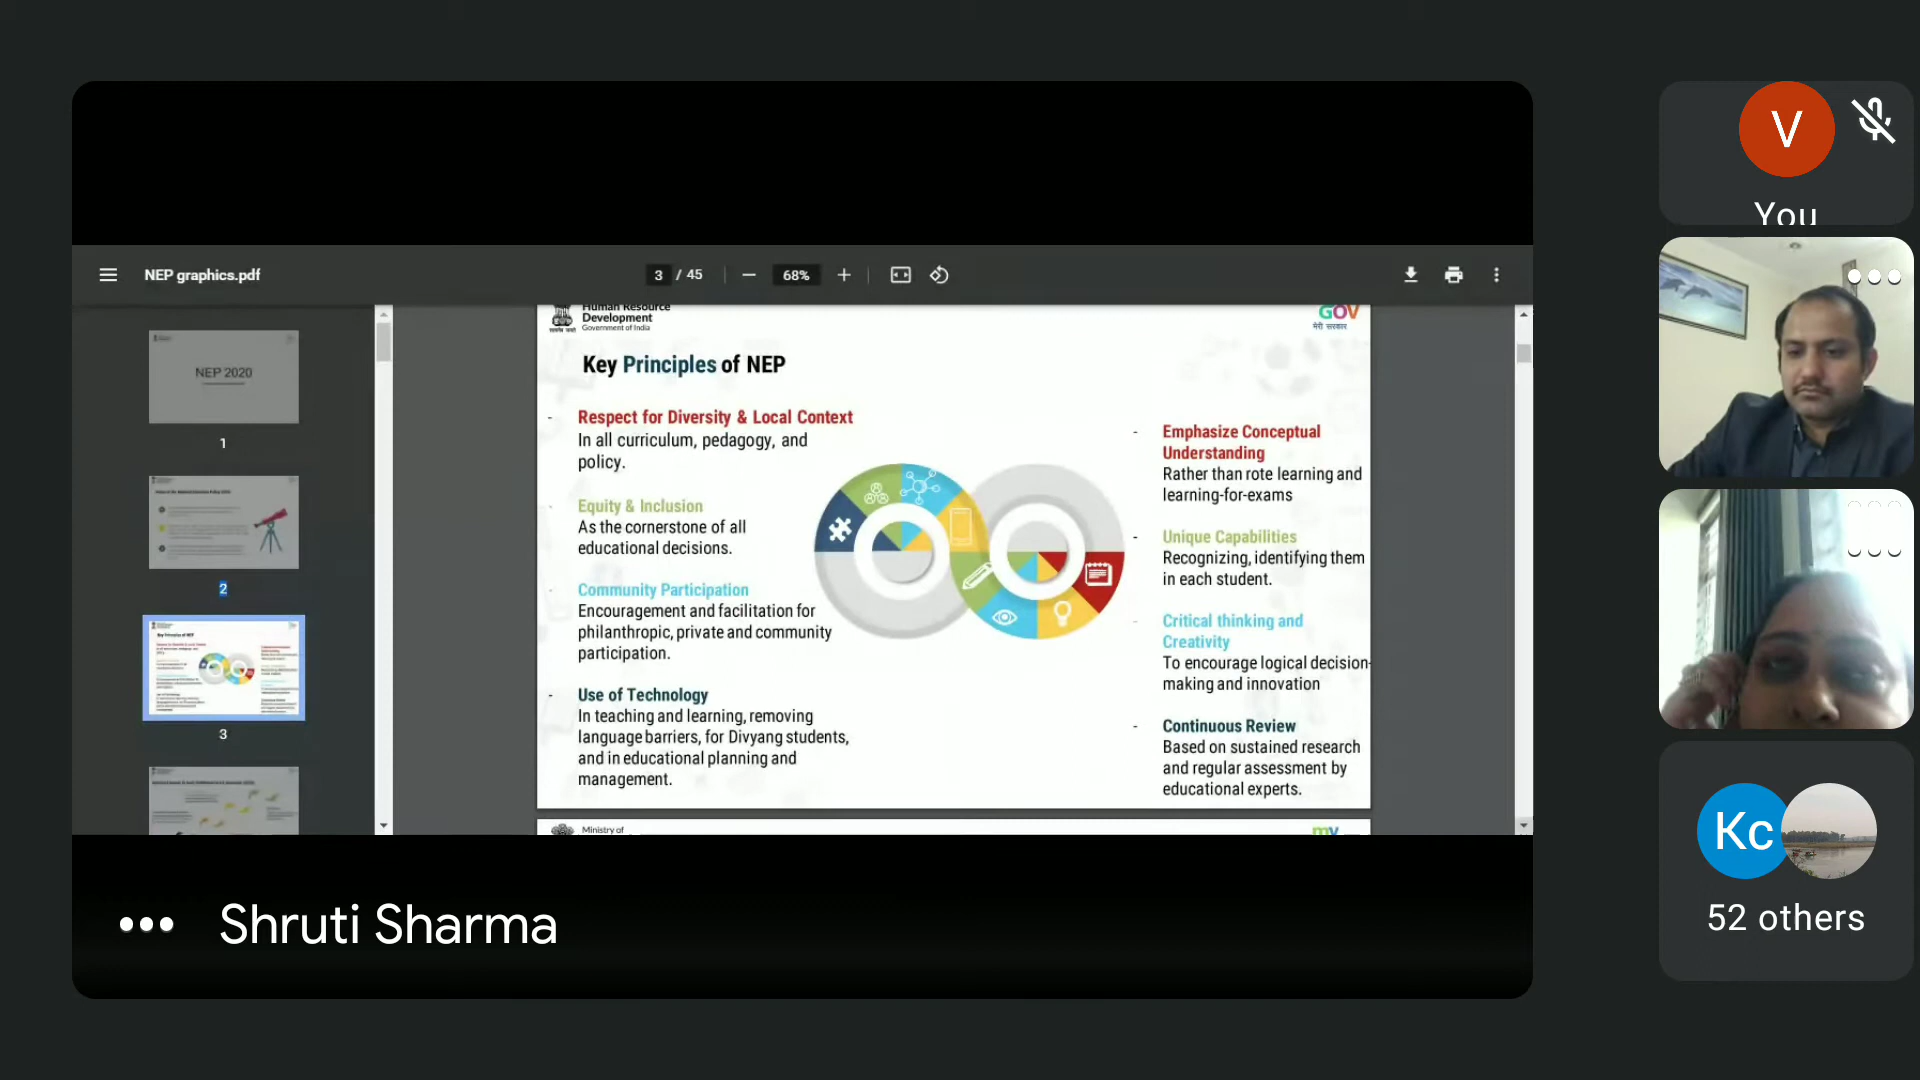 NEP graphics.pdf
3 / 45
68%
NEP 2020
1
2
Key Principles of NEP
3
Human Resource
Development
Government of India
GOV
मेरी सरकार
Key Principles of NEP
- Respect for Diversity & Local Context
In all curriculum, pedagogy, and
policy.
- Equity & Inclusion
As the cornerstone of all
educational decisions.
- Community Participation
Encouragement and facilitation for
philanthropic, private and community
participation.
- Use of Technology
In teaching and learning, removing
language barriers, for Divyang students,
and in educational planning and
management.
- Emphasize Conceptual
Understanding
Rather than rote learning and
learning-for-exams
- Unique Capabilities
Recognizing, identifying them
in each student.
- Critical thinking and
Creativity
To encourage logical decision-
making and innovation
- Continuous Review
Based on sustained research
and regular assessment by
educational experts.
Ministry of
my
Shruti Sharma
V
You
Kc
52 others